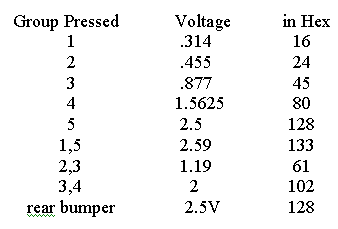 Group Pressed Voltage in Hex
1 .314 16
2 .455 24
3 .877 45
4 1.5625 80
5 2.5 128
1,5 2.59 133
2,3 1.19 61
3,4 2 102
rear bumper 2.5V 128